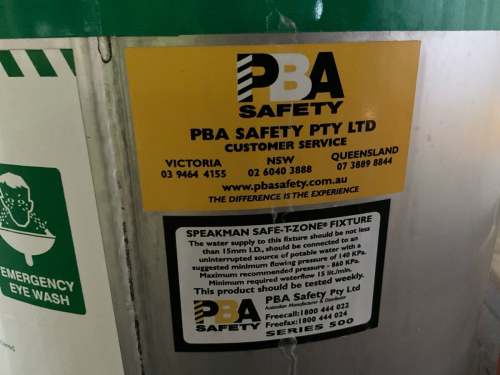 PBA
SAFETY
PBA SAFETY PTY LTD
CUSTOMER SERVICE
VICTORIA
03 9464 4155
NSW
02 6040 3888
QUEENSLAND
07 3889 8844
www.pbasafety.com.au
THE DIFFERENCE IS THE EXPERIENCE
SPEAKMAN SAFE-T-ZONE® FIXTURE
The water supply to this fixture should be not less
than 15mm I.D., should be connected to an
uninterrupted source of potable water with a
suggested minimum flowing pressure of 140 KPa.
Maximum recommended pressure - 860 KPa.
Minimum required waterflow 15 lit./min.
This product should be tested weekly.
PBA
SAFETY
PBA Safety Pty Ltd
Australian Manufacturer & Distributor
Freecall: 1800 444 022
Freefax: 1800 444 024
SERIES 500
EMERGENCY
EYE WASH